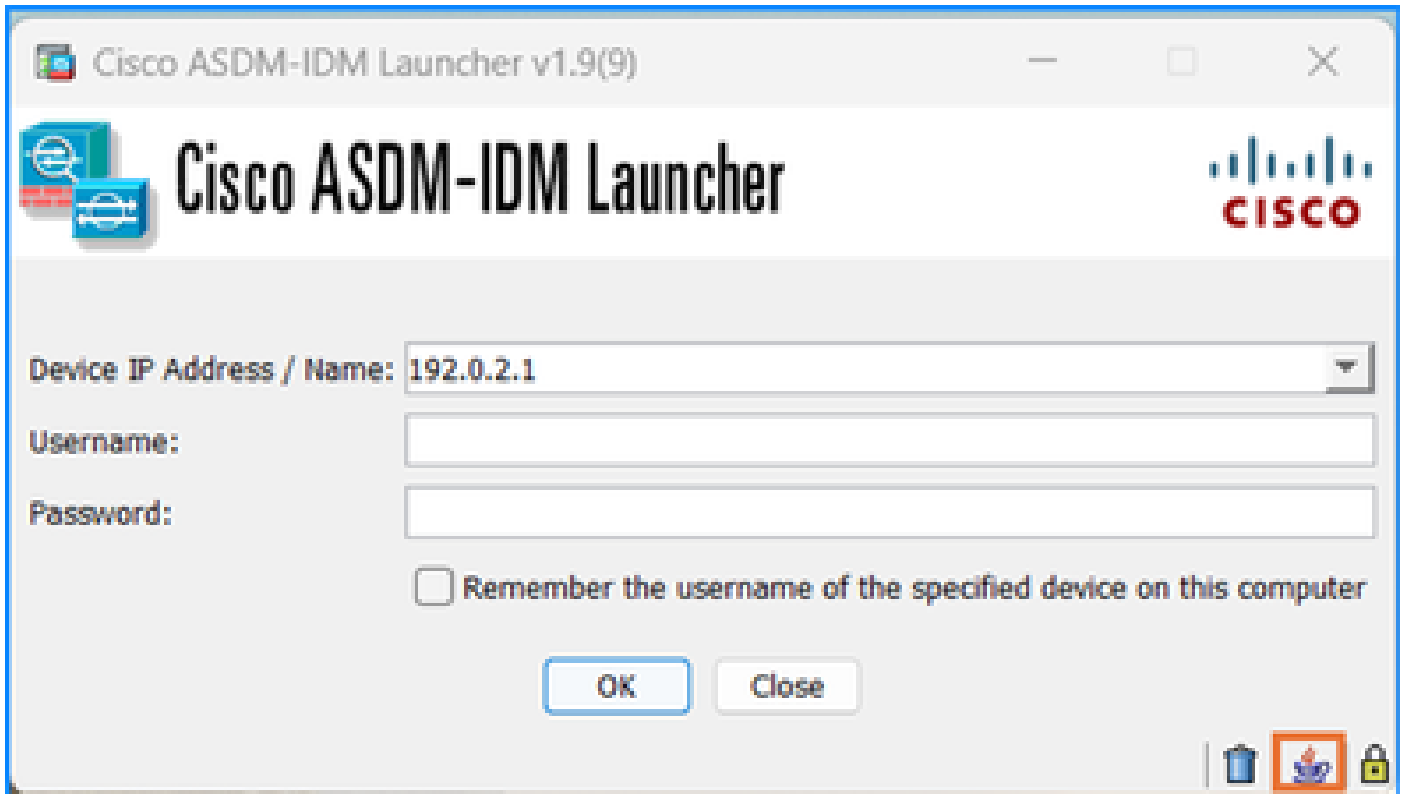 Cisco ASDM-IDM Launcher v1.9(9)
Cisco ASDM-IDM Launcher
CISCO
Device IP Address / Name: 192.0.2.1
Username:
Password:
Remember the username of the specified device on this computer
OK Close